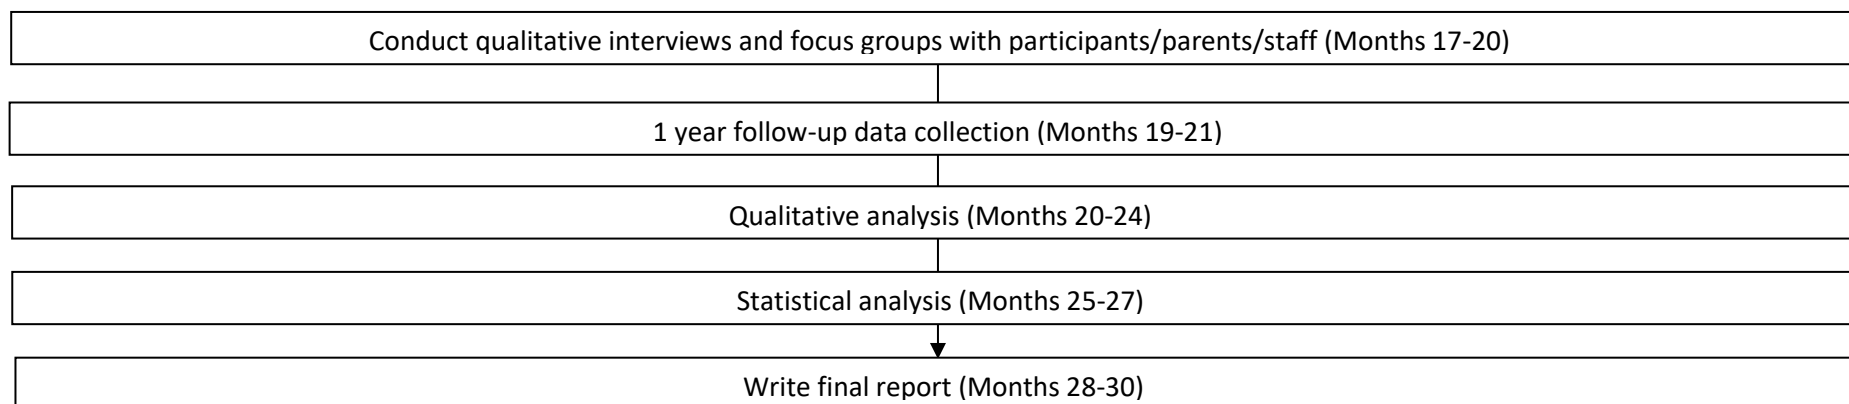 Conduct qualitative interviews and focus groups with participants/parents/staff (Months 17-20)
1 year follow-up data collection (Months 19-21)
Qualitative analysis (Months 20-24)
Statistical analysis (Months 25-27)
Write final report (Months 28-30)